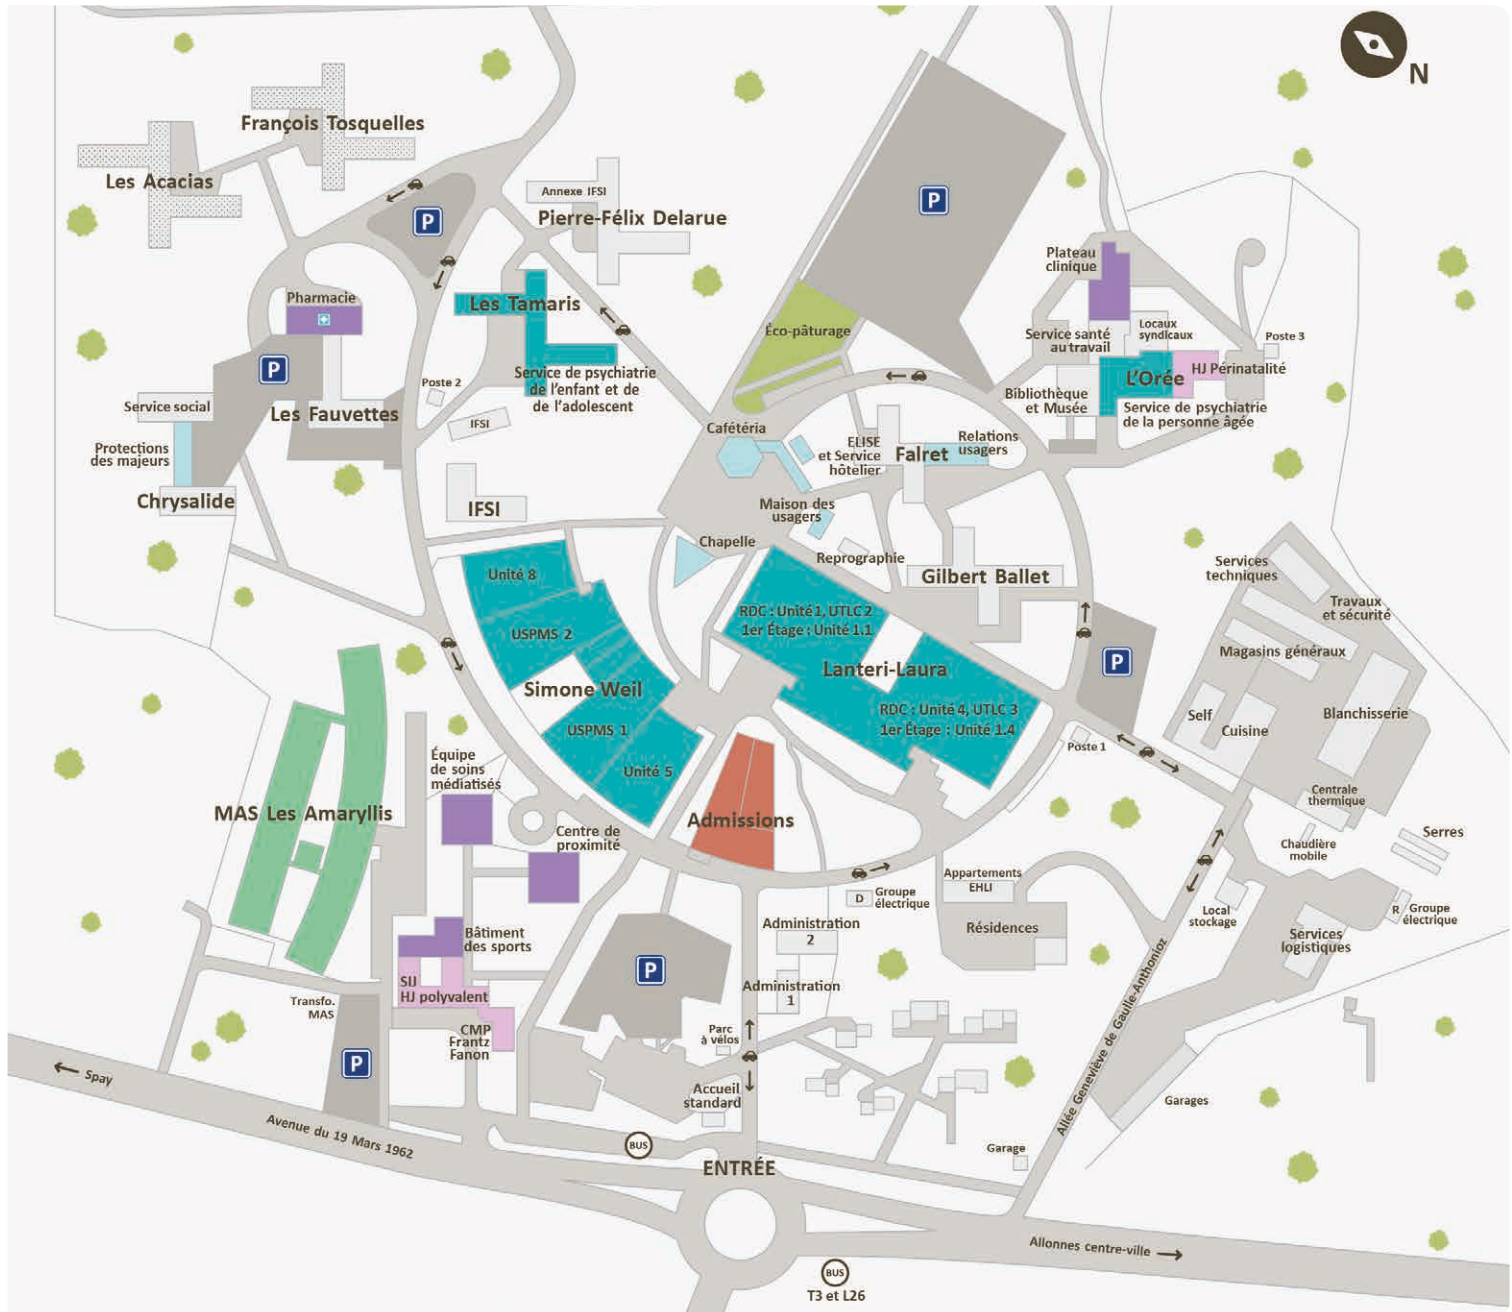 N
François Tosquelles
Les Acacias
P
Annexe IFSI
Pierre-Félix Delarue
P
Plateau
clinique
Pharmacie
Les Tamaris
Éco-pâturage
Service santé
au travail
Locaux
syndicaux
Poste 3
P
Service de psychiatrie
de l'enfant et de
de l'adolescent
Poste 2
L'Orée
HJ Périnatalité
Bibliothèque
et Musée
Service de psychiatrie
de la personne âgée
Service social
Les Fauvettes
IFSI
Protections
des majeurs
Chrysalide
Cafétéria
ELISE
et Service
hôtelier
Falret
Relations
usagers
IFSI
Maison des
usagers
Chapelle
Reprographie
Gilbert Ballet
Services
techniques
Travaux
et sécurité
Magasins généraux
Unité 8
USPMS 2
Simone Weil
USPMS 1
Unité 5
RDC : Unité 1, UTLC 2
1er Étage : Unité 1.1
Lanteri-Laura
RDC : Unité 4, UTLC 3
1er Étage : Unité 1.4
P
Self
Cuisine
Blanchisserie
Poste 1
Équipe
de soins
médiatisés
MAS Les Amaryllis
Admissions
Centre de
proximité
Centrale
thermique
Chaudière
mobile
Serres
Appartements
EHLI
D
Groupe
électrique
Local
stockage
R
Groupe
électrique
Résidences
Services
logistiques
Administration
2
Bâtiment
des sports
P
SIJ
HJ polyvalent
Administration
1
Transfo.
MAS
CMP
Frantz
Fanon
Parc
à vélos
P
Accueil
standard
Allée Geneviève de Gaulle-Anthonioz
Garages
Garage
Spay
Avenue du 19 Mars 1962
BUS
ENTRÉE
Allonnes centre-ville
BUS
T3 et L26